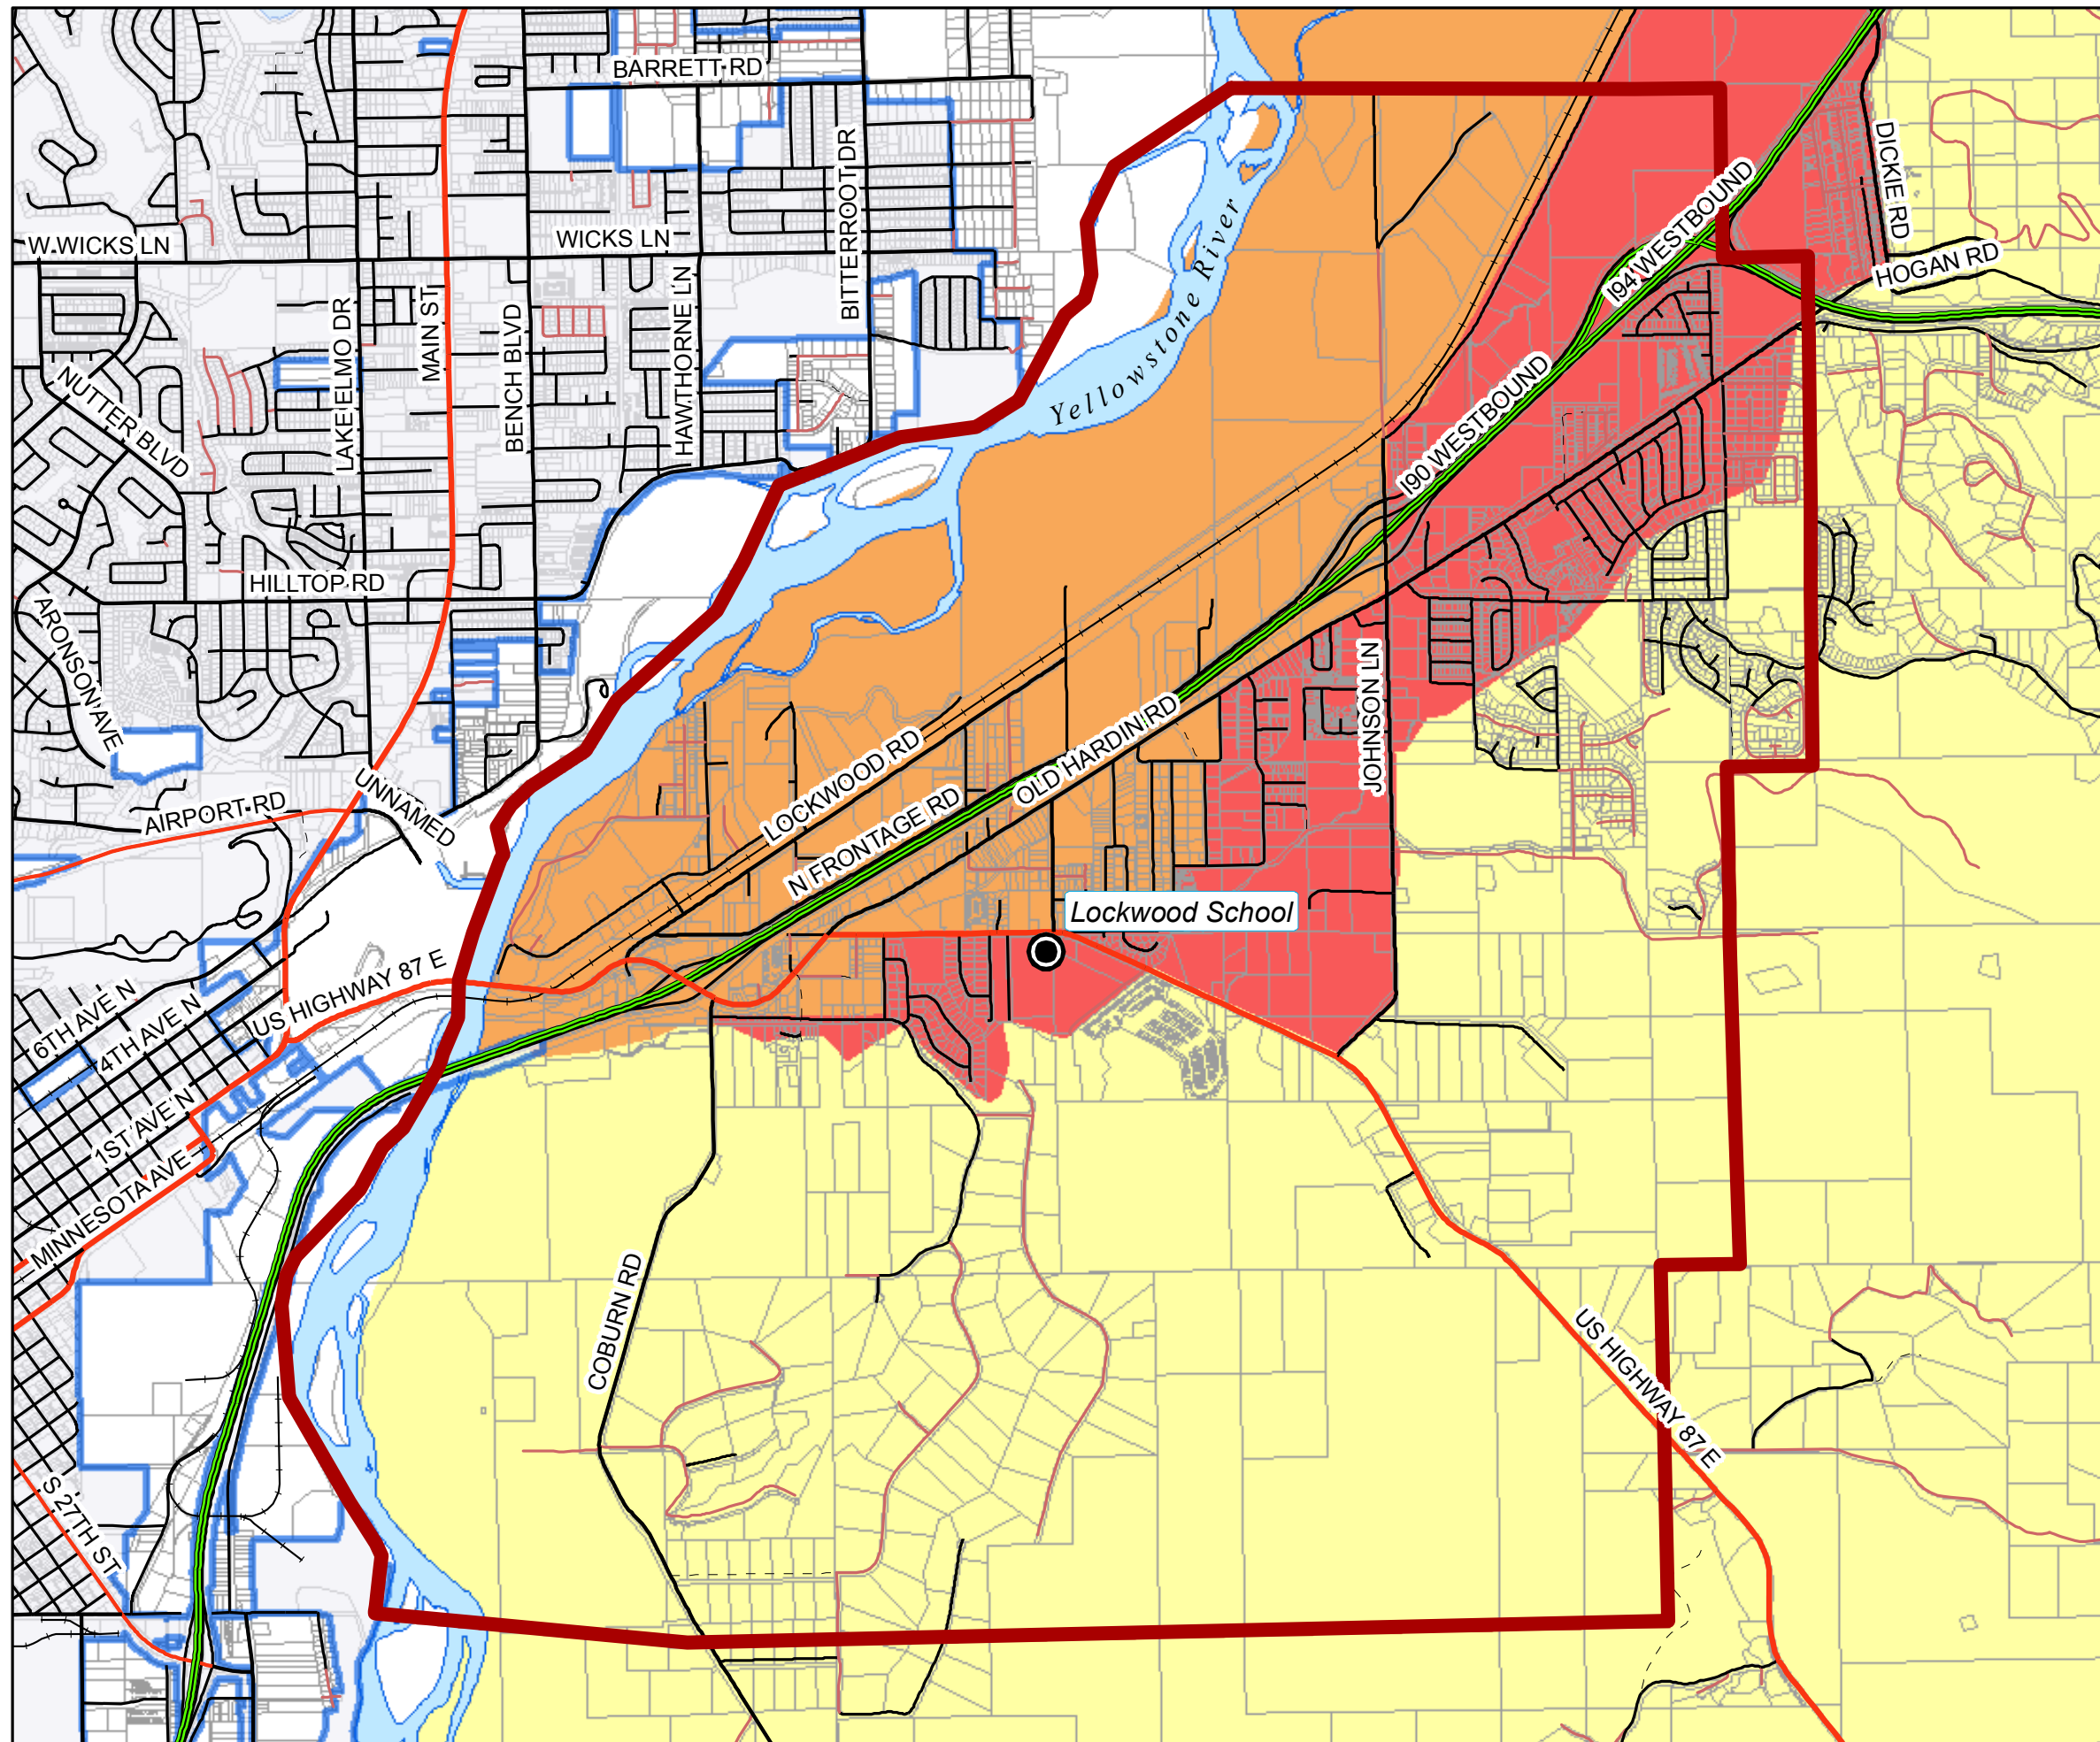 BARRETT RD
BITTERROOT DR
DICKIE RD
W WICKS LN
WICKS LN
I94 WESTBOUND
HOGAN RD
Yellowstone River
LAKE ELMO DR
MAIN ST
BENCH BLVD
HAWTHORNE LN
NUTTER BLVD
I90 WESTBOUND
HILLTOP RD
ARONSON AVE
JOHNSON LN
UNNAMED
AIRPORT RD
LOCKWOOD RD
OLD HARDIN RD
N FRONTAGE RD
Lockwood School
US HIGHWAY 87 E
6TH AVE N
4TH AVE N
1ST AVE N
MINNESOTA AVE
COBURN RD
US HIGHWAY 87 E
S 27TH ST